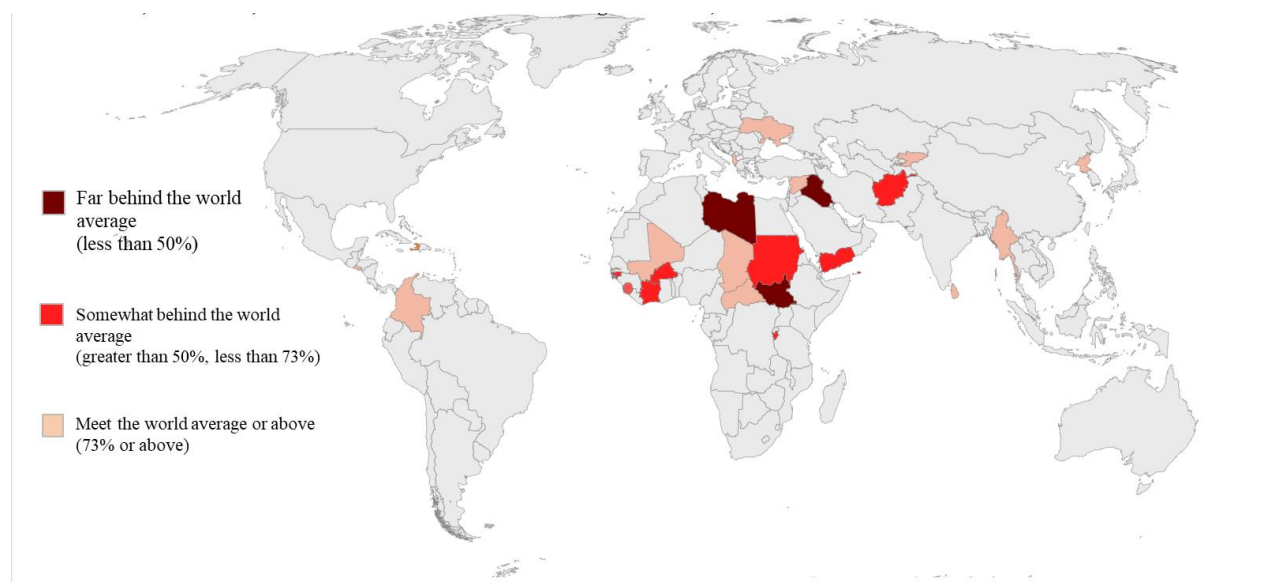 Far behind the world
average
(less than 50%)
Somewhat behind the world
average
(greater than 50%, less than 73%)
Meet the world average or above
(73% or above)